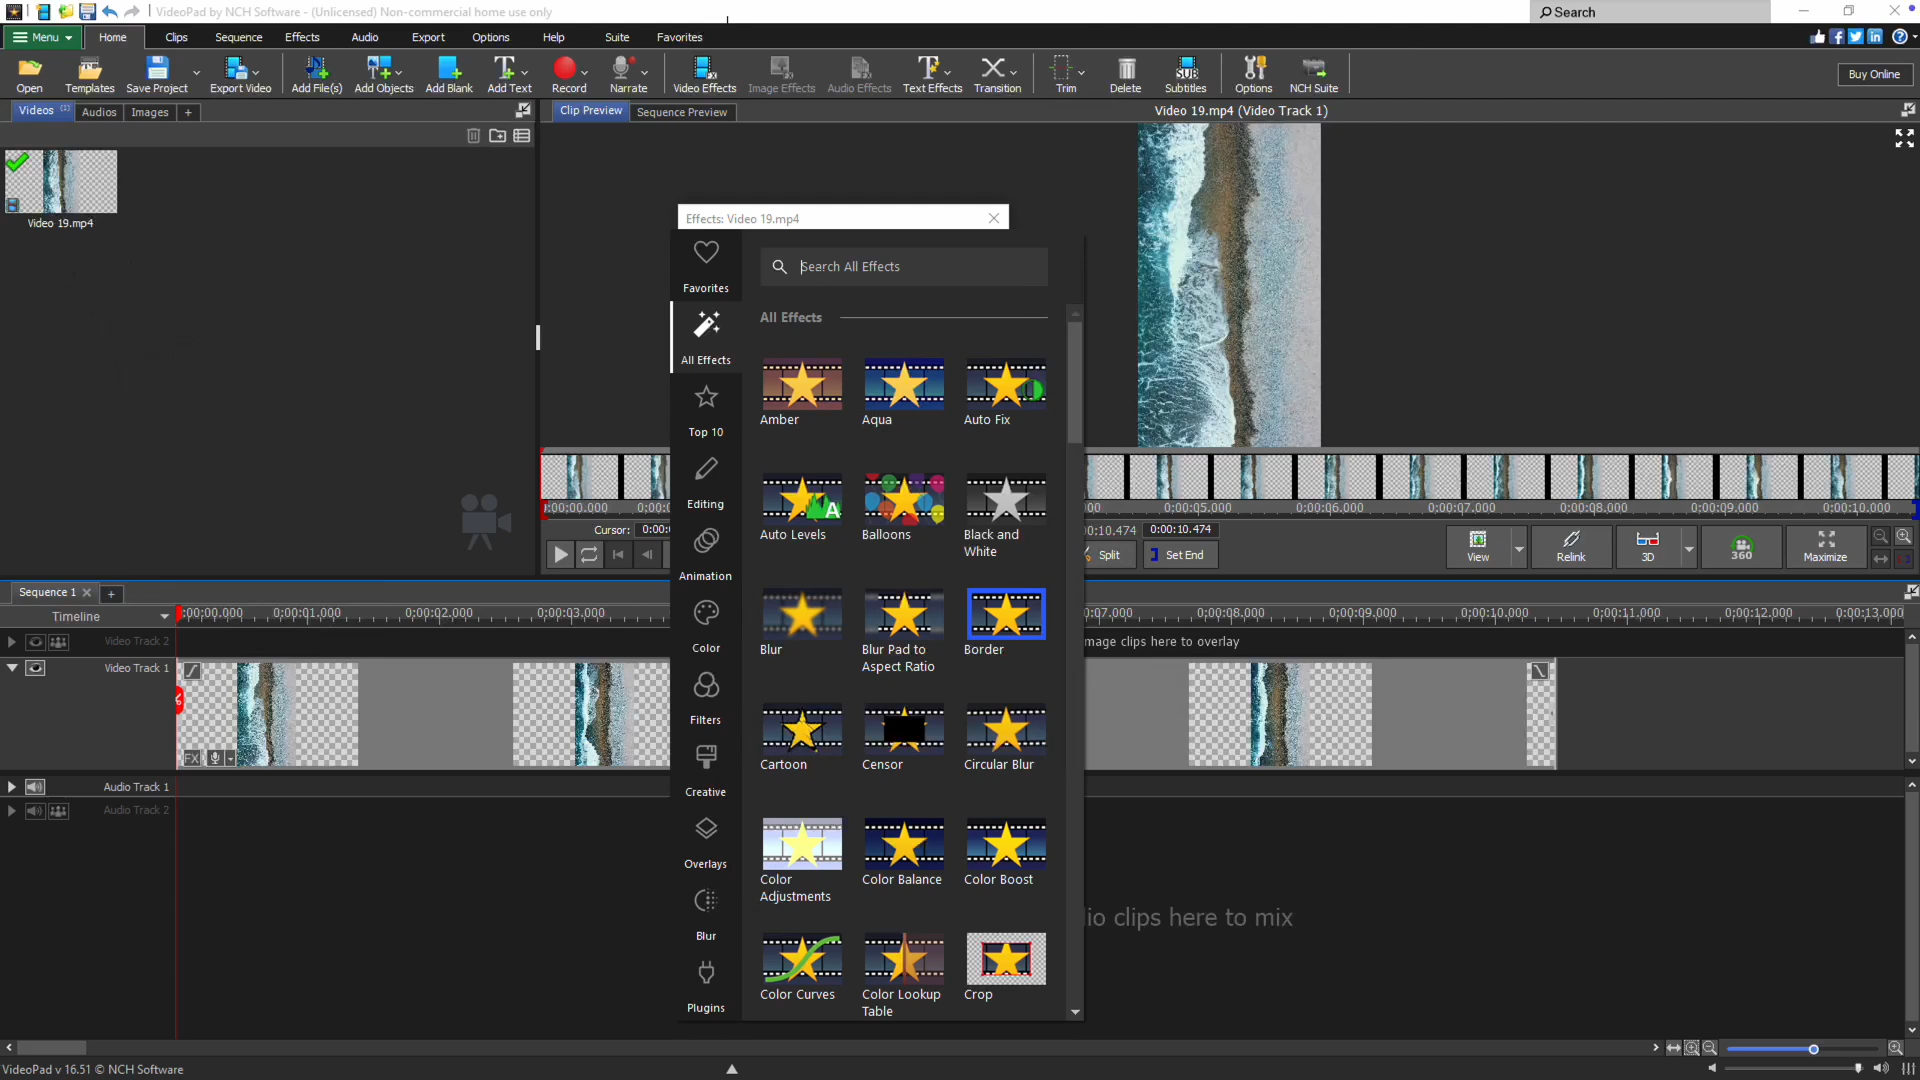 VideoPad by NCH Software - (Unlicensed) Non-commercial home use only
Search
Menu
Home
Clips
Sequence
Effects
Audio
Export
Options
Help
Suite
Favorites
Open
Templates
Save Project
Export Video
Add File(s)
Add Objects
Add Blank
Add Text
Record
Narrate
Video Effects
Image Effects
Audio Effects
Text Effects
Transition
Trim
Delete
SUB
Subtitles
Options
NCH Suite
Buy Online
Videos (1)
Audios
Images
+
Clip Preview
Sequence Preview
Video 19.mp4 (Video Track 1)
Video 19.mp4
Effects: Video 19.mp4
Search All Effects
Favorites
All Effects
Top 10
Editing
Animation
Color
Filters
Creative
Overlays
Blur
Plugins
All Effects
Amber
Aqua
Auto Fix
A
Auto Levels
Balloons
Black and
White
Blur
Blur Pad to
Aspect Ratio
Border
Cartoon
Censor
Circular Blur
Color
Adjustments
Color Balance
Color Boost
Color Curves
Color Lookup
Table
Crop
:00:00.000
0:00:05.000
0:00:06.000
0:00:07.000
0:00:08.000
0:00:09.000
0:00:10.000
Cursor:
:00:10.474
0:00:10.474
Split
Set End
View
Relink
3D
360
Maximize
Sequence 1
+
Timeline
:00:00.000
0:00:01.000
0:00:02.000
0:00:03.000
:07.000
0:00:08.000
0:00:09.000
0:00:10.000
0:00:11.000
0:00:12.000
0:00:13.000
Video Track 2
mage clips here to overlay
Video Track 1
FX
Audio Track 1
Audio Track 2
io clips here to mix
VideoPad v 16.51 © NCH Software